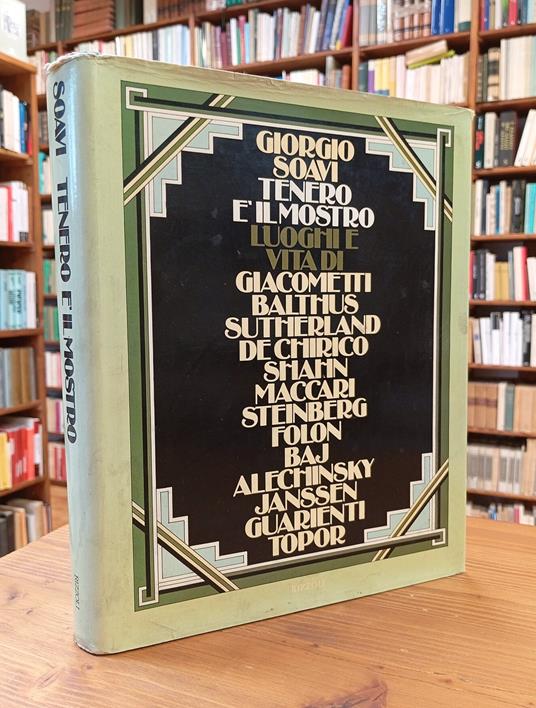 SOAVI TENERO E' IL MOSTRO
RIZZOLI
GIORGIO
SOAVI
TENERO
E' IL MOSTRO
LUOGHI E
VITA DI
GIACOMETTI
BALTHUS
SUTHERLAND
DE CHIRICO
SHAHN
MACCARI
STEINBERG
FOLON
BAJ
ALECHINSKY
JANSSEN
GUARIENTI
TOPOR
RIZZOLI